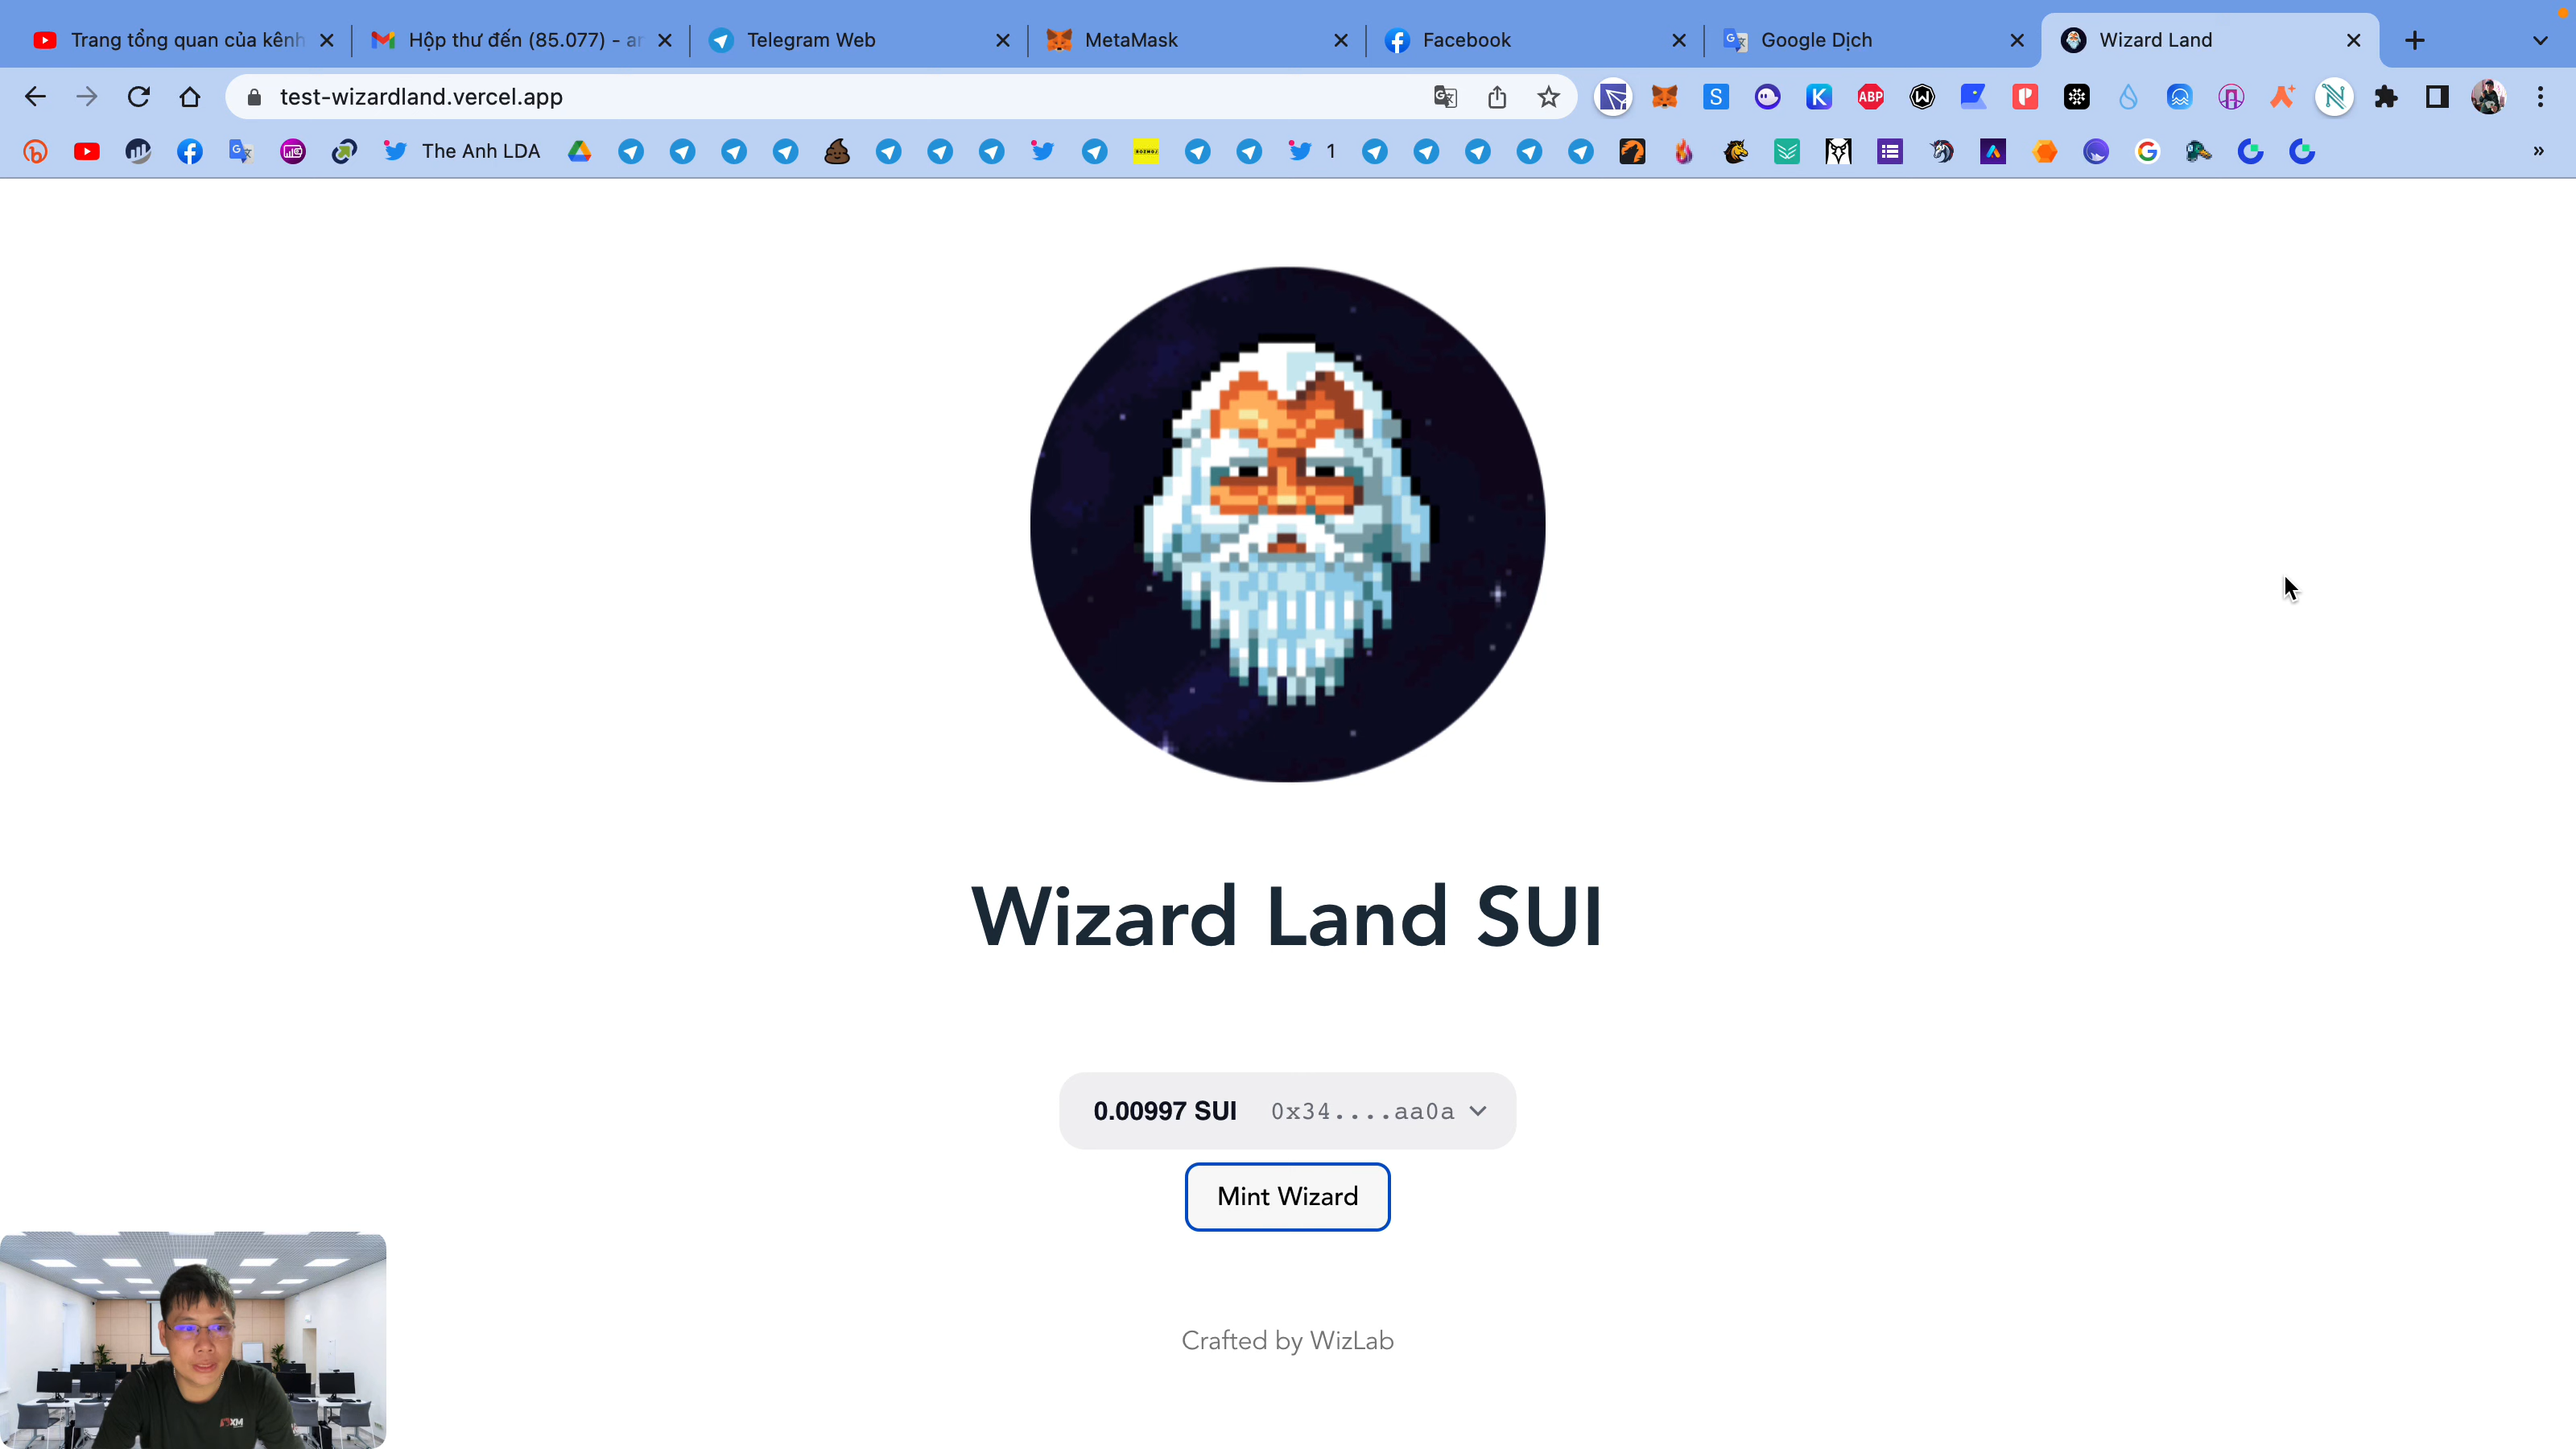 Trang tổng quan của kênh
Hộp thư đến (85.077) - an
Telegram Web
MetaMask
Facebook
Google Dịch
Wizard Land
test-wizardland.vercel.app
ABP
The Anh LDA
1
Wizard Land SUI
0.00997 SUI 0x34....aa0a
Mint Wizard
Crafted by WizLab